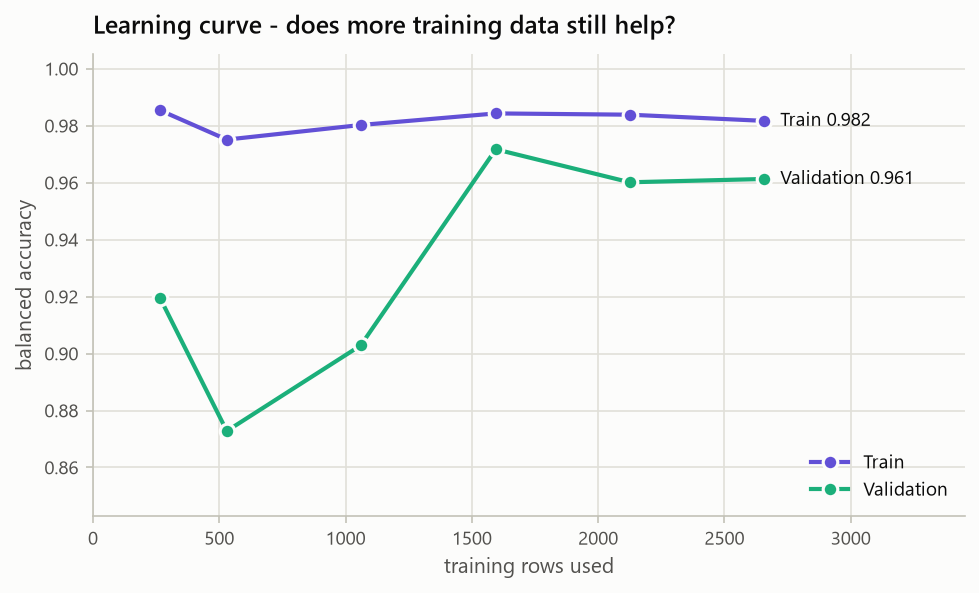 Learning curve - does more training data still help?
1.00
0.98
0.96
0.94
0.92
0.90
0.88
0.86
balanced accuracy
Train 0.982
Validation 0.961
Train
Validation
0
500
1000
1500
2000
2500
3000
training rows used